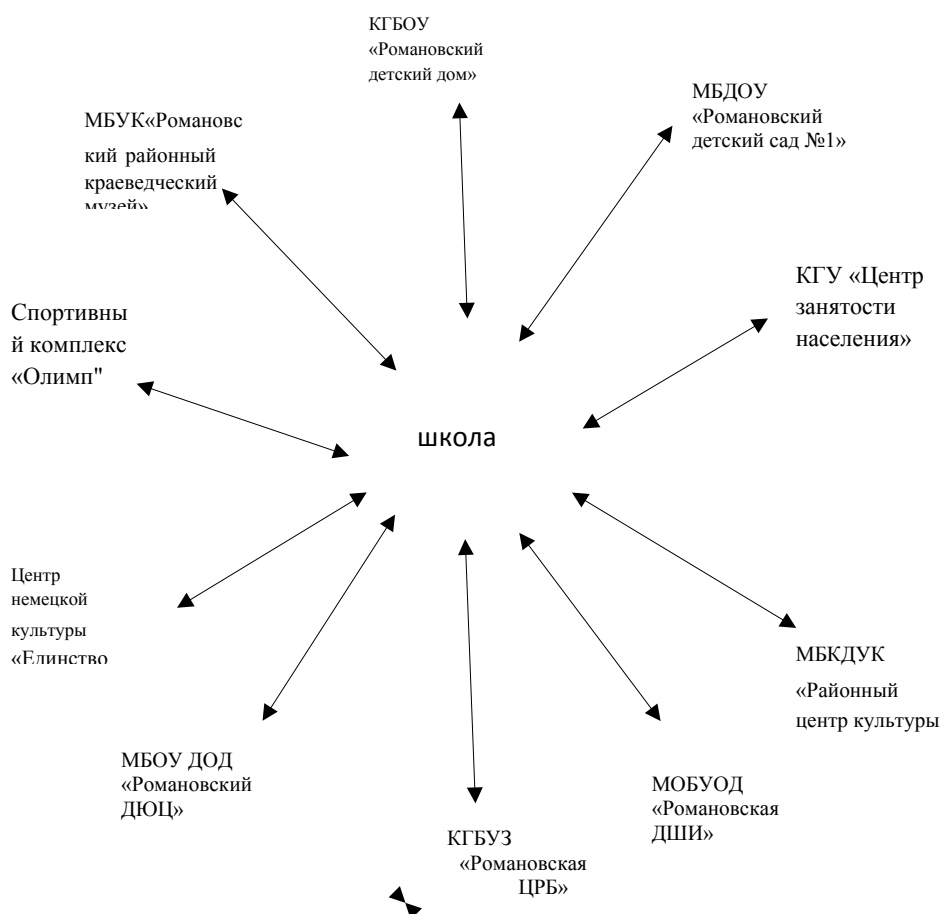 КГБОУ
«Романовский
детский дом»
МБДОУ
«Романовский
детский сад №1»
МБУК«Романовс
кий районный
краеведческий
музей»
КГУ «Центр
занятости
населения»
Спортивны
й комплекс
«Олимп"
школа
Центр
немецкой
культуры
«Единство
МБКДУК
«Районный
центр культуры
МБОУ ДОД
«Романовский
ДЮЦ»
МОБУОД
«Романовская
ДШИ»
КГБУЗ
«Романовская
ЦРБ»